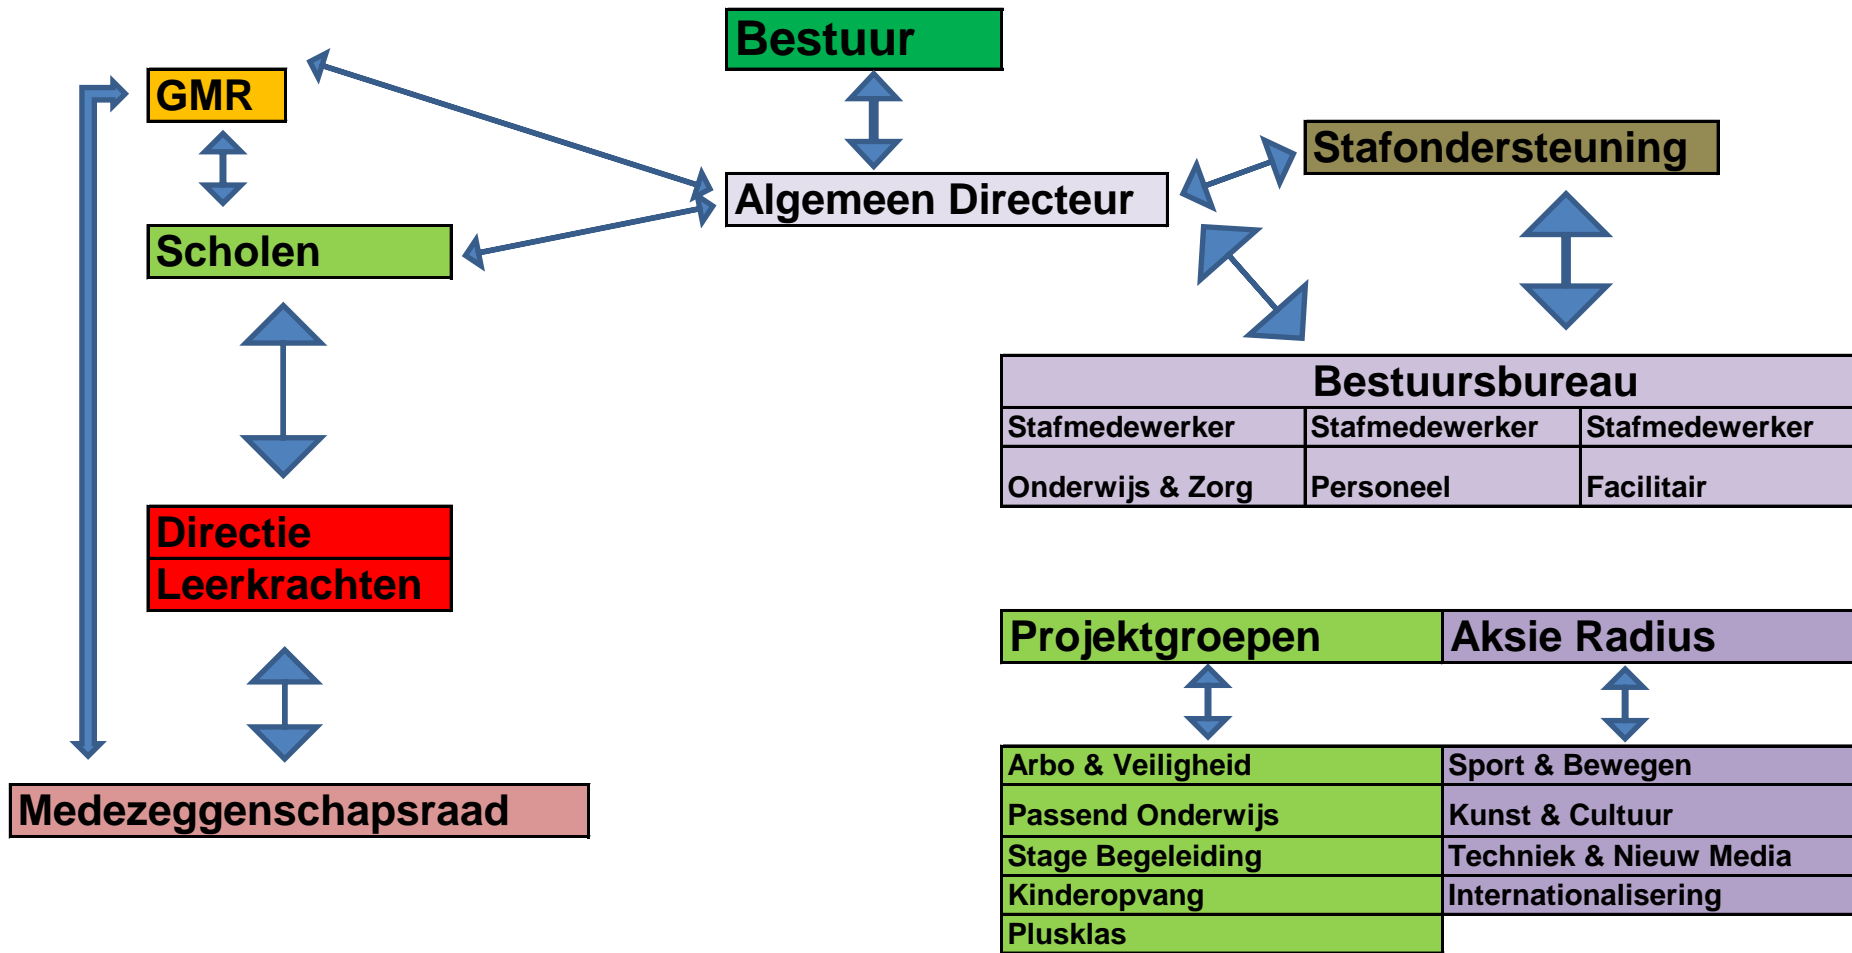 Bestuur
GMR
Stafondersteuning
Algemeen Directeur
Scholen
Bestuursbureau
Stafmedewerker Stafmedewerker Stafmedewerker
Onderwijs & Zorg Personeel Facilitair
Directie
Leerkrachten
Projektgroepen Aksie Radius
Arbo & Veiligheid Sport & Bewegen
Medezeggenschapsraad
Passend Onderwijs Kunst & Cultuur
Stage Begeleiding Techniek & Nieuw Media
Kinderopvang Internationalisering
Plusklas